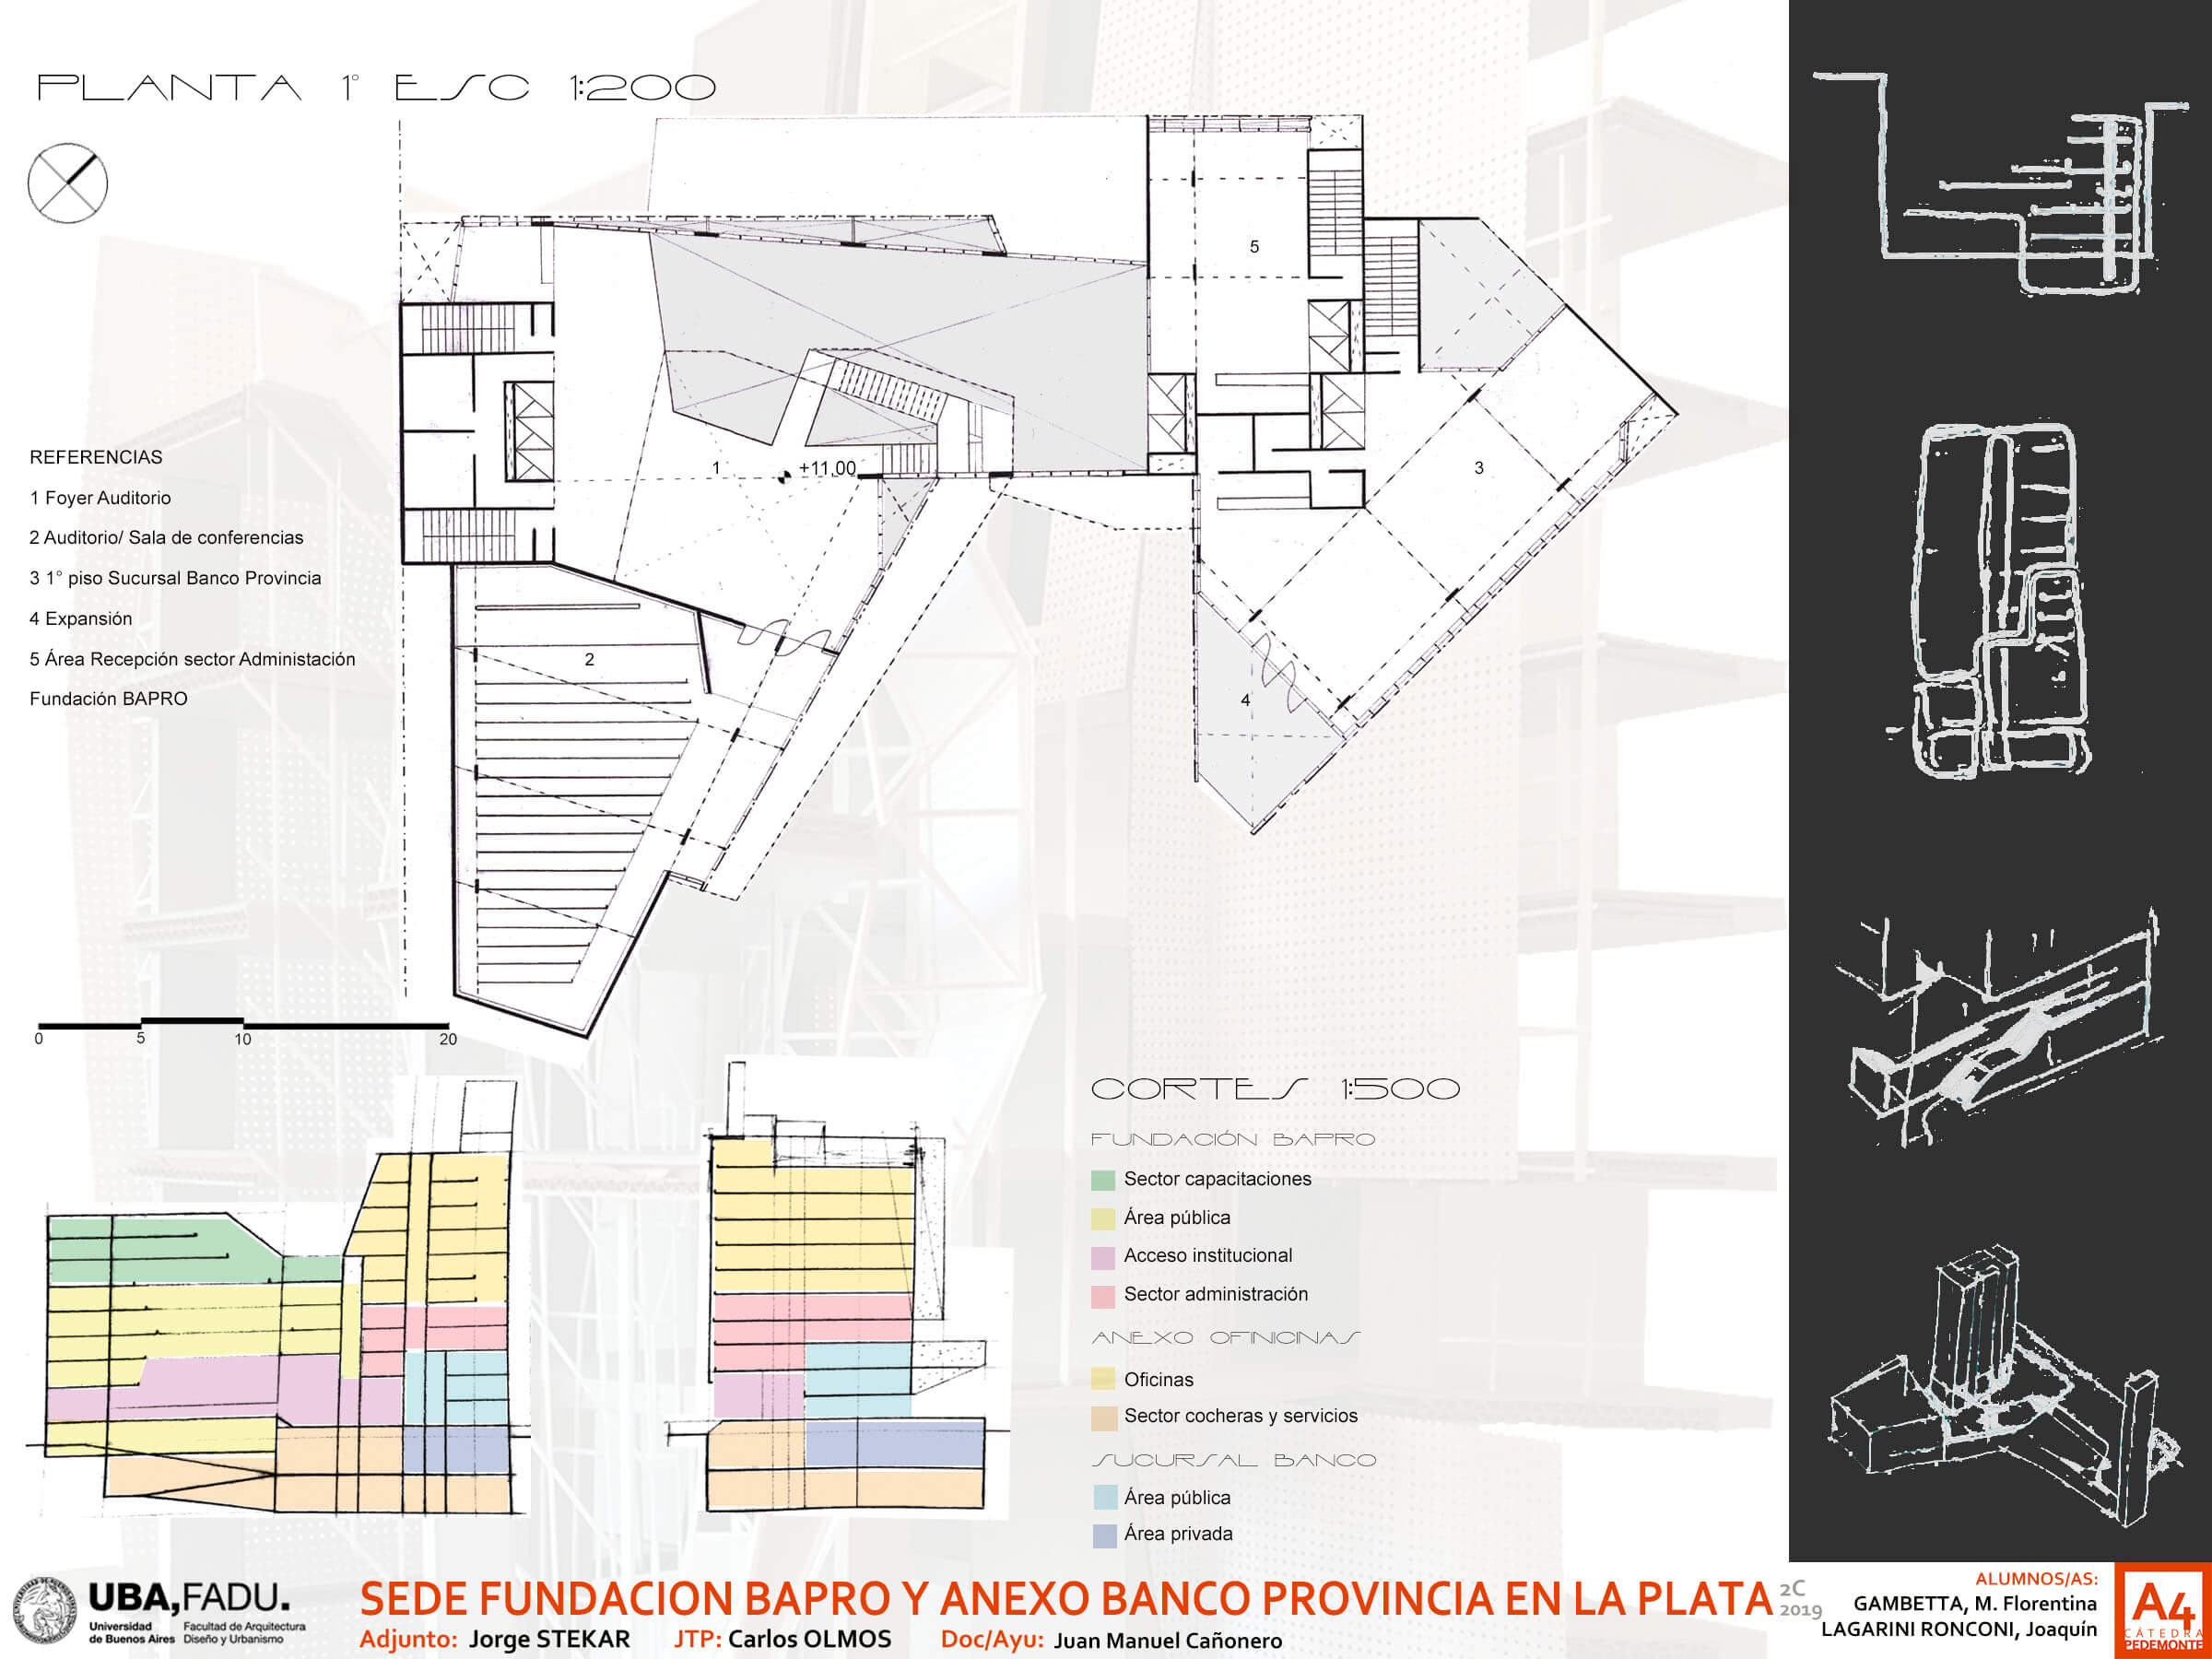 PLANTA 1° ESC 1:200
REFERENCIAS
1 Foyer Auditorio
2 Auditorio/ Sala de conferencias
3 1° piso Sucursal Banco Provincia
4 Expansión
5 Área Recepción sector Administación
Fundación BAPRO
1
+11.00
2
3
4
5
0 5 10 20
CORTES 1:500
FUNDACIÓN BAPRO
Sector capacitaciones
Área pública
Acceso institucional
Sector administración
ANEXO OFINICINAS
Oficinas
Sector cocheras y servicios
SUCURSAL BANCO
Área pública
Área privada
UBA,FADU.
Universidad de Buenos Aires
Facultad de Arquitectura Diseño y Urbanismo
SEDE FUNDACION BAPRO Y ANEXO BANCO PROVINCIA EN LA PLATA
2C
2019
Adjunto: Jorge STEKAR JTP: Carlos OLMOS Doc/Ayu: Juan Manuel Cañonero
ALUMNOS/AS:
GAMBETTA, M. Florentina
LAGARINI RONCONI, Joaquín
A4
CÁTEDRA
PEDEMONTE